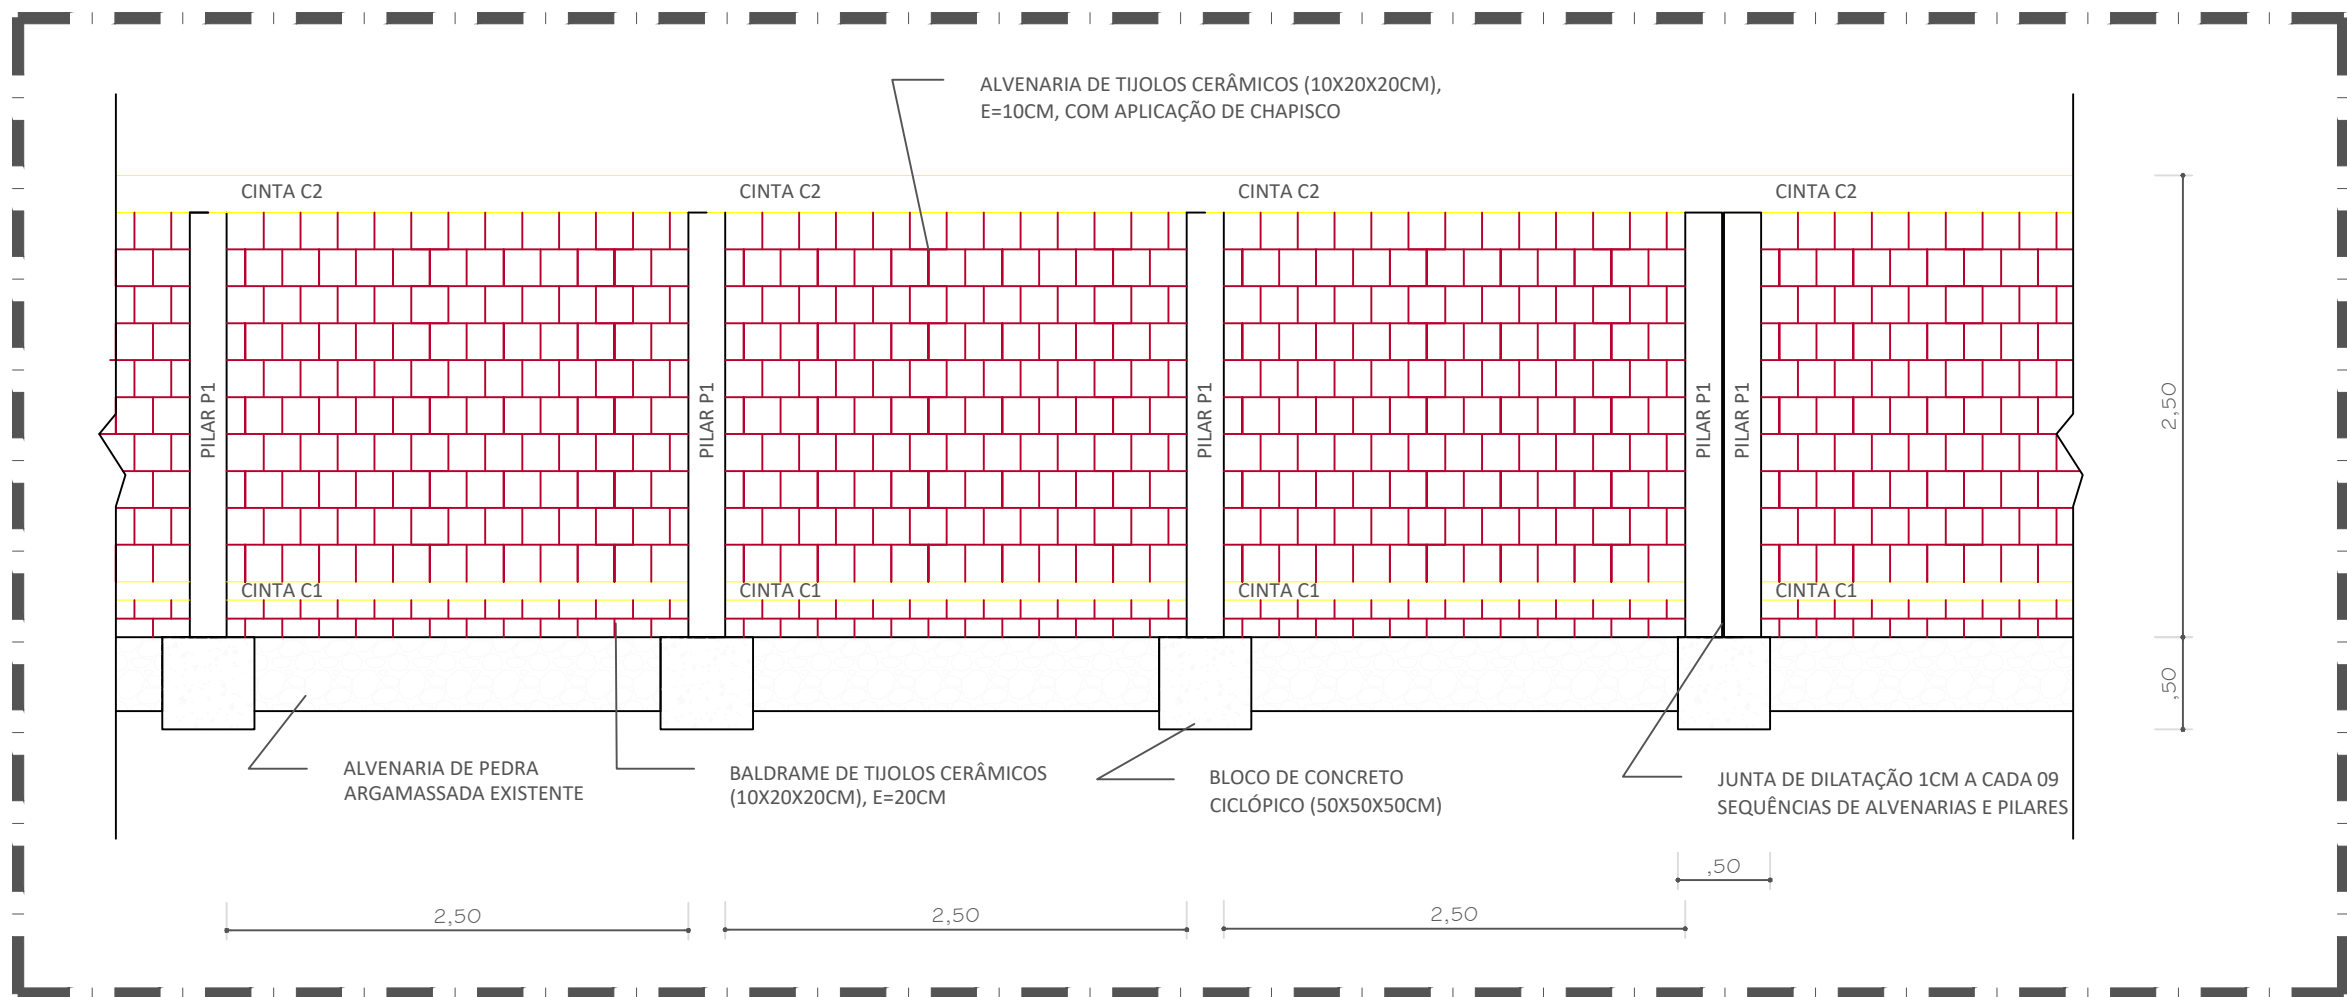 ALVENARIA DE TIJOLOS CERÂMICOS (10X20X20CM),
E=10CM, COM APLICAÇÃO DE CHAPISCO
CINTA C2
CINTA C2
CINTA C2
CINTA C2
PILAR P1
PILAR P1
PILAR P1
PILAR P1
PILAR P1
2,50
CINTA C1
CINTA C1
CINTA C1
CINTA C1
,50
ALVENARIA DE PEDRA
ARGAMASSADA EXISTENTE
BALDRAME DE TIJOLOS CERÂMICOS
(10X20X20CM), E=20CM
BLOCO DE CONCRETO
CICLÓPICO (50X50X50CM)
JUNTA DE DILATAÇÃO 1CM A CADA 09
SEQUÊNCIAS DE ALVENARIAS E PILARES
,50
2,50
2,50
2,50